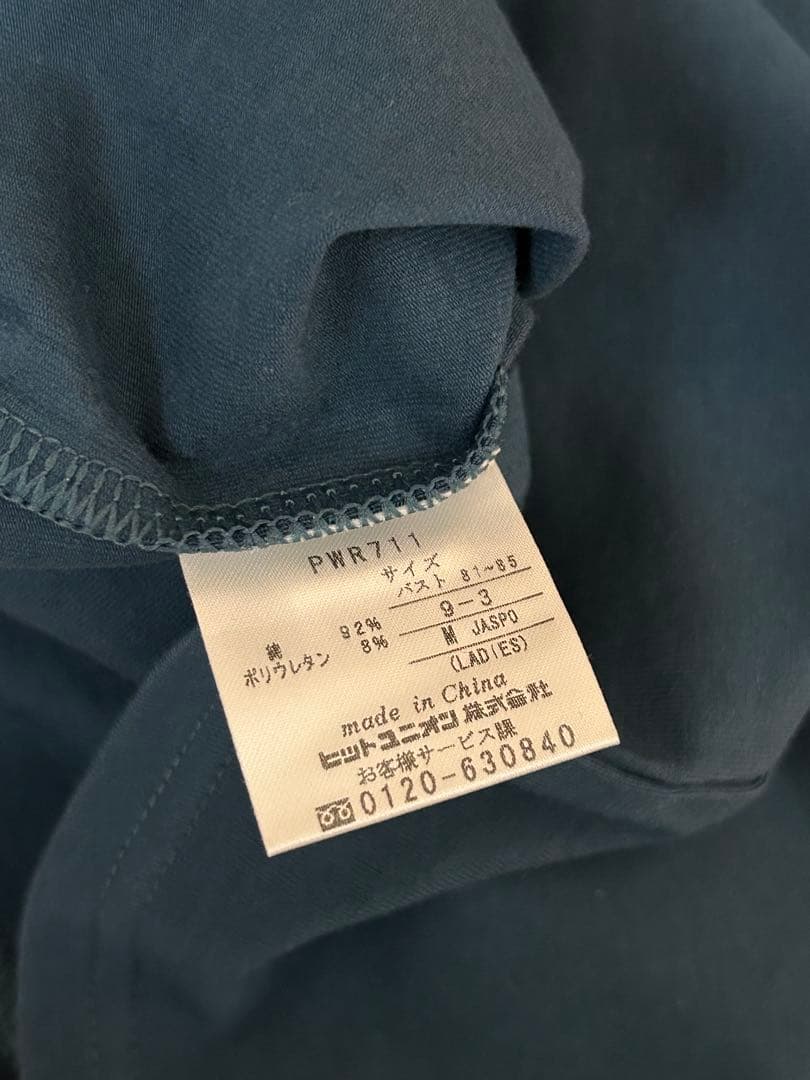 PWR711
サイズ
バスト 81~85
9-3
M JASPO
(LADIES)
綿 92%
ポリウレタン 8%
made in China
ヒットユニオン株式会社
お客様サービス課
0120-630840